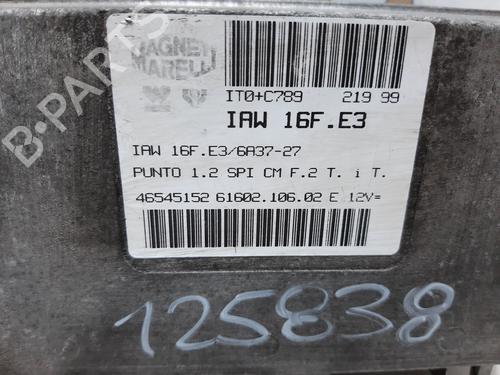 B-PARTS
MAGNETI
MARELLI
IT0+C789 219 99
IAW 16F.E3
IAW 16F.E3/6A37-27
PUNTO 1.2 SPI CM F.2 T. i T.
46545152 61602.106.02 E 12V=
125838